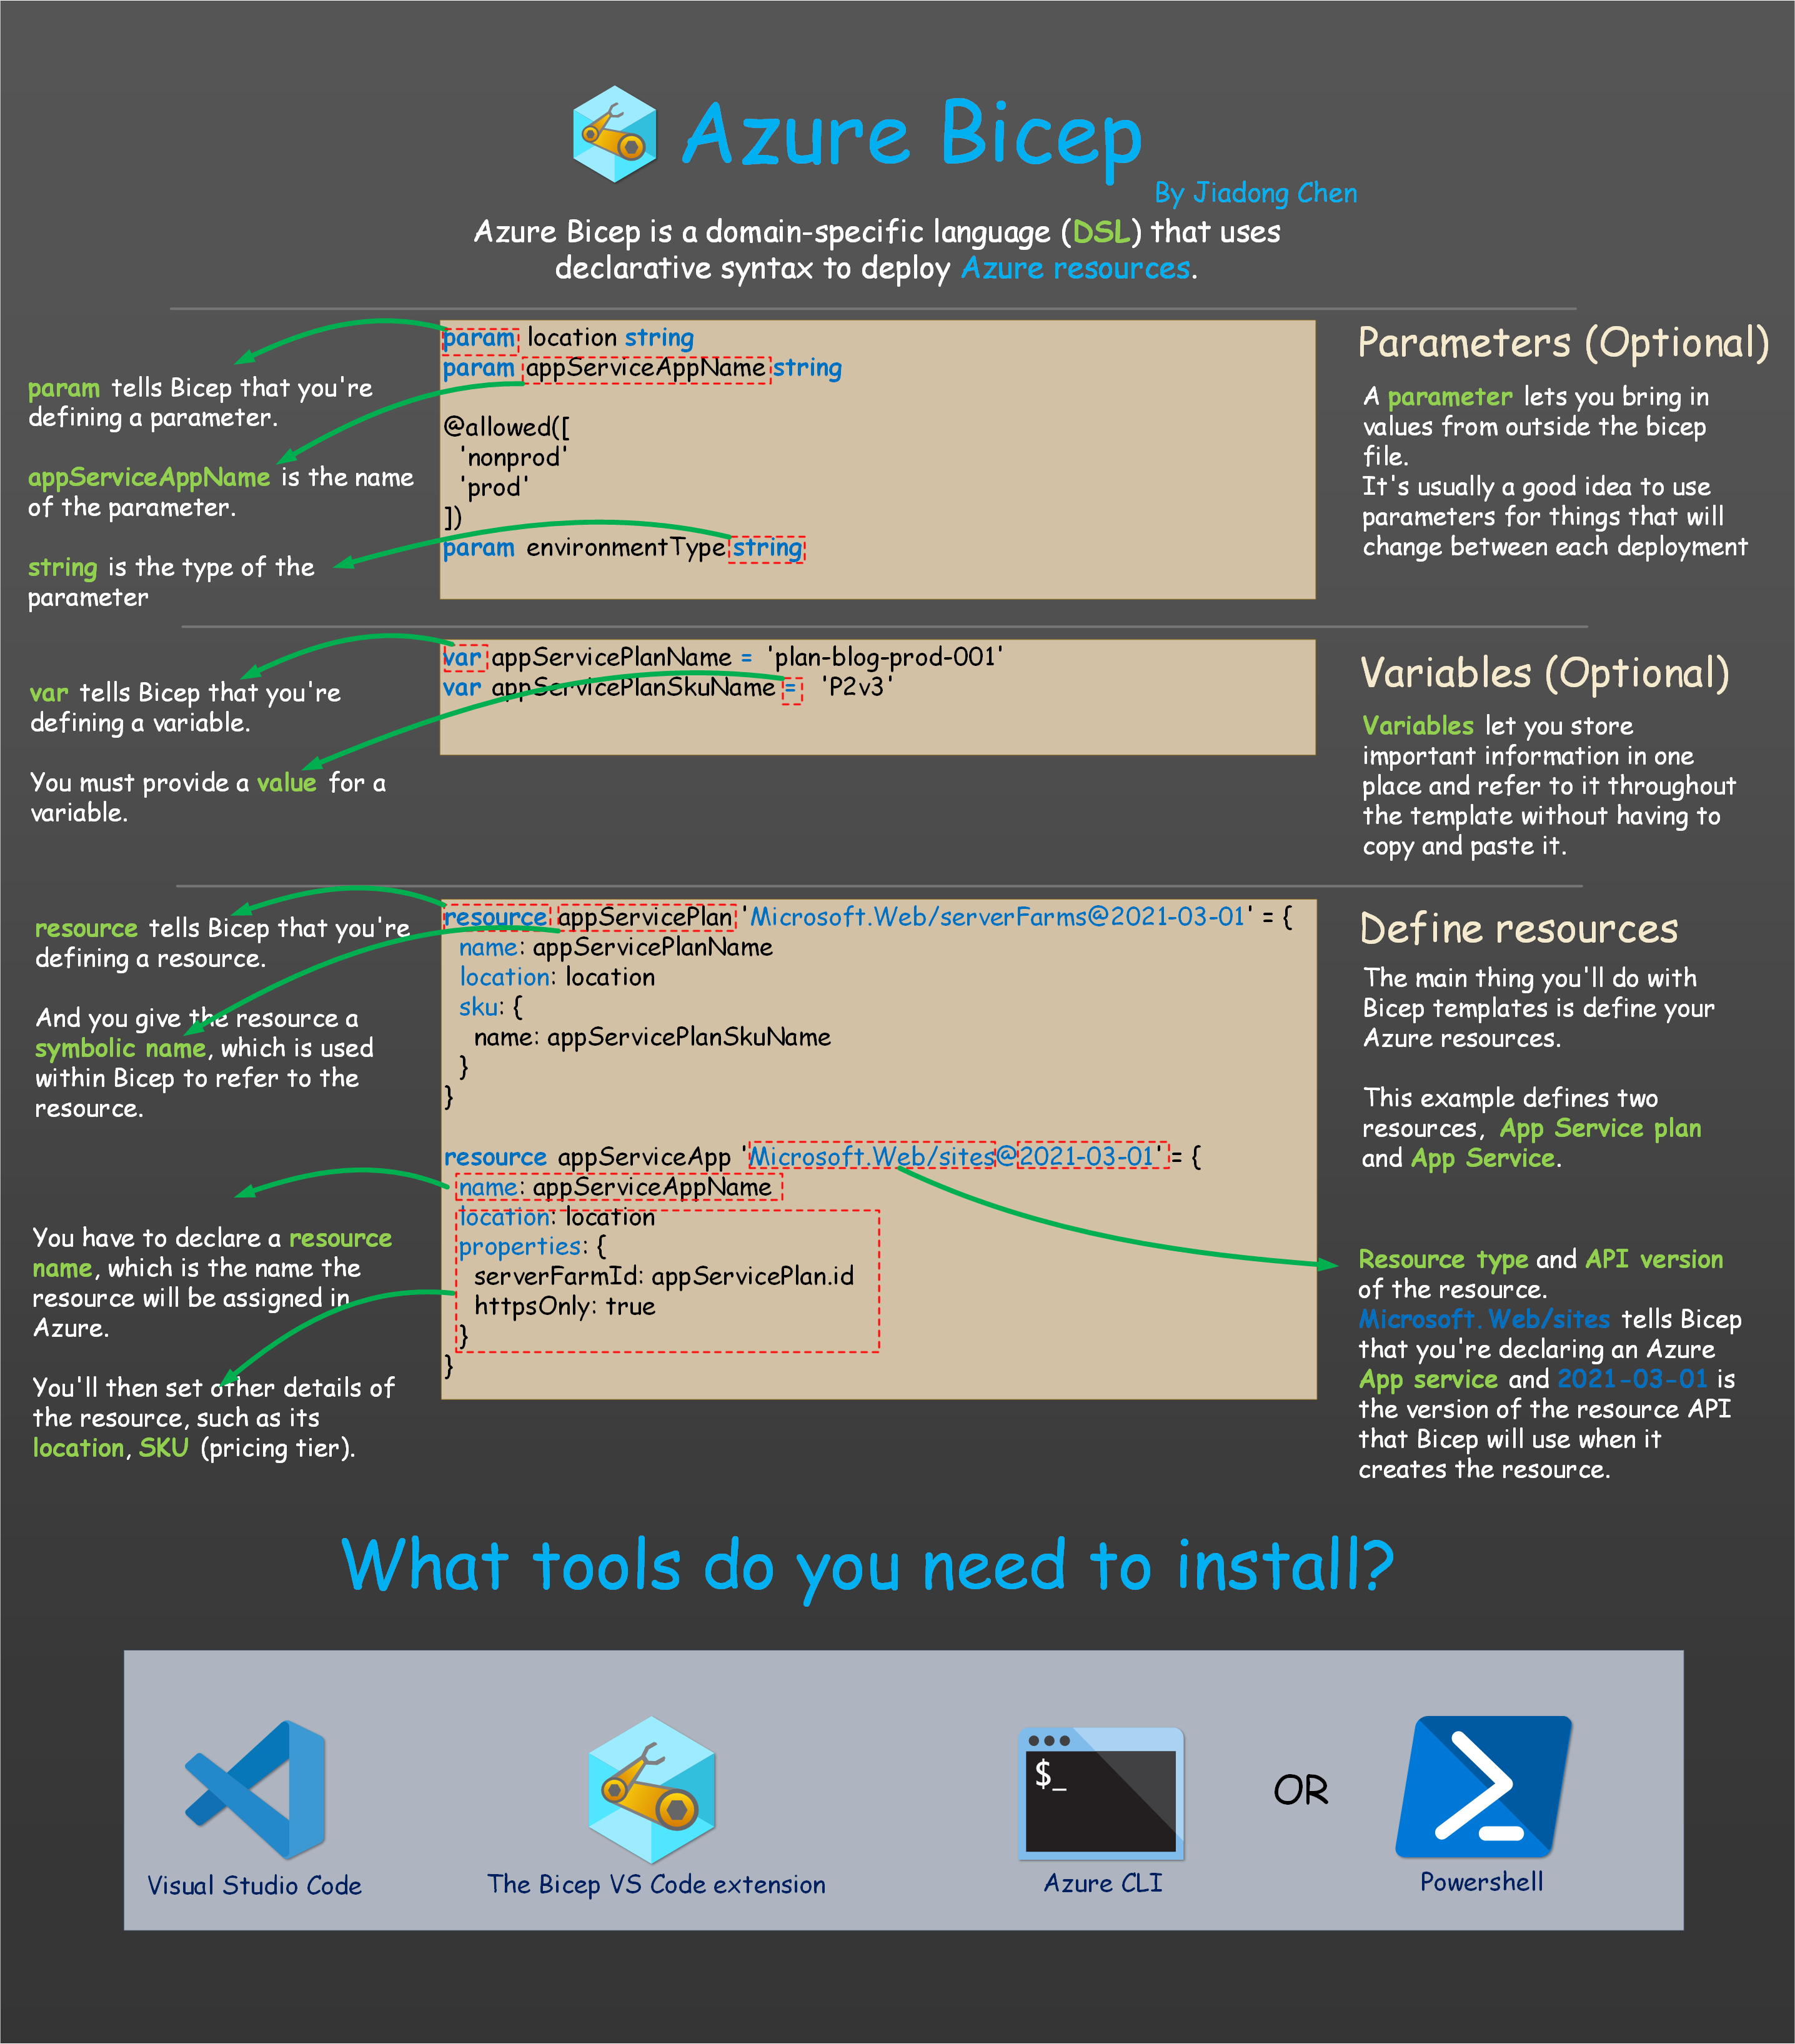 Azure Bicep
By Jiadong Chen
Azure Bicep is a domain-specific language (DSL) that uses
declarative syntax to deploy Azure resources.
param tells Bicep that you're
defining a parameter.
appServiceAppName is the name
of the parameter.
string is the type of the
parameter
param location string
param appServiceAppName string
@allowed([
'nonprod'
'prod'
])
param environmentType string
Parameters (Optional)
A parameter lets you bring in
values from outside the bicep
file.
It's usually a good idea to use
parameters for things that will
change between each deployment
var tells Bicep that you're
defining a variable.
You must provide a value for a
variable.
var appServicePlanName = 'plan-blog-prod-001'
var appServicePlanSkuName = 'P2v3'
Variables (Optional)
Variables let you store
important information in one
place and refer to it throughout
the template without having to
copy and paste it.
resource tells Bicep that you're
defining a resource.
And you give the resource a
symbolic name, which is used
within Bicep to refer to the
resource.
You have to declare a resource
name, which is the name the
resource will be assigned in
Azure.
You'll then set other details of
the resource, such as its
location, SKU (pricing tier).
resource appServicePlan 'Microsoft.Web/serverFarms@2021-03-01' = {
name: appServicePlanName
location: location
sku: {
name: appServicePlanSkuName
}
}
resource appServiceApp 'Microsoft.Web/sites@2021-03-01' = {
name: appServiceAppName
location: location
properties: {
serverFarmId: appServicePlan.id
httpsOnly: true
}
}
Define resources
The main thing you'll do with
Bicep templates is define your
Azure resources.
This example defines two
resources, App Service plan
and App Service.
Resource type and API version
of the resource.
Microsoft.Web/sites tells Bicep
that you're declaring an Azure
App service and 2021-03-01 is
the version of the resource API
that Bicep will use when it
creates the resource.
What tools do you need to install?
$_
OR
Visual Studio Code
The Bicep VS Code extension
Azure CLI
Powershell